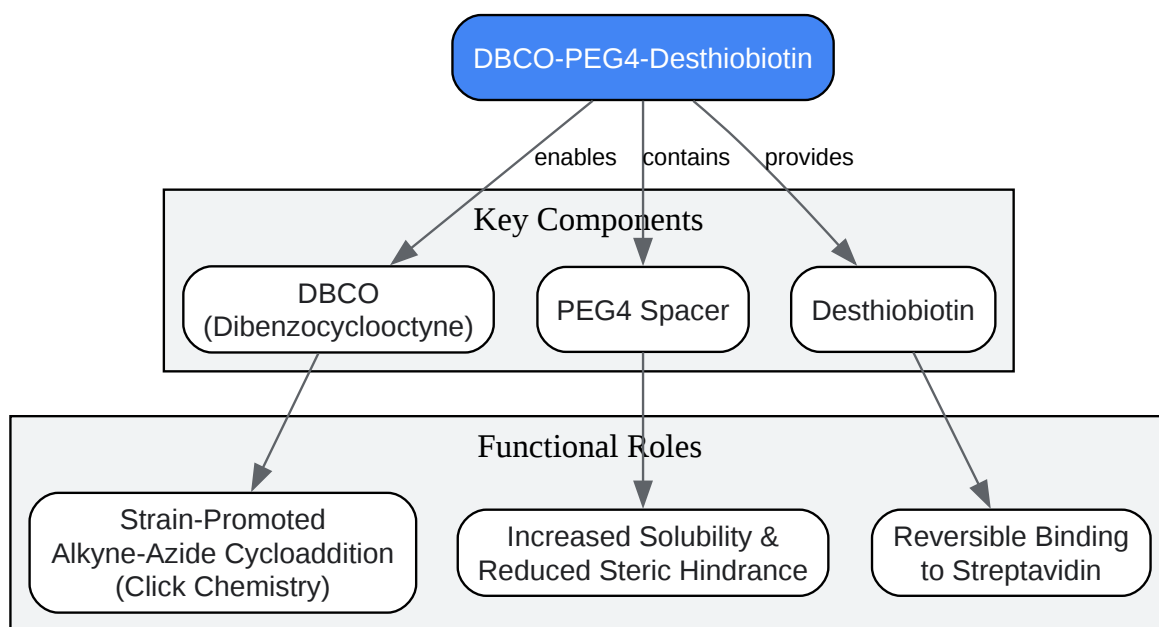 DBCO-PEG4-Desthiobiotin
enables
contains
provides
Key Components
DBCO
(Dibenzocyclooctyne)
PEG4 Spacer
Desthiobiotin
Functional Roles
Strain-Promoted
Alkyne-Azide Cycloaddition
(Click Chemistry)
Increased Solubility &
Reduced Steric Hindrance
Reversible Binding
to Streptavidin